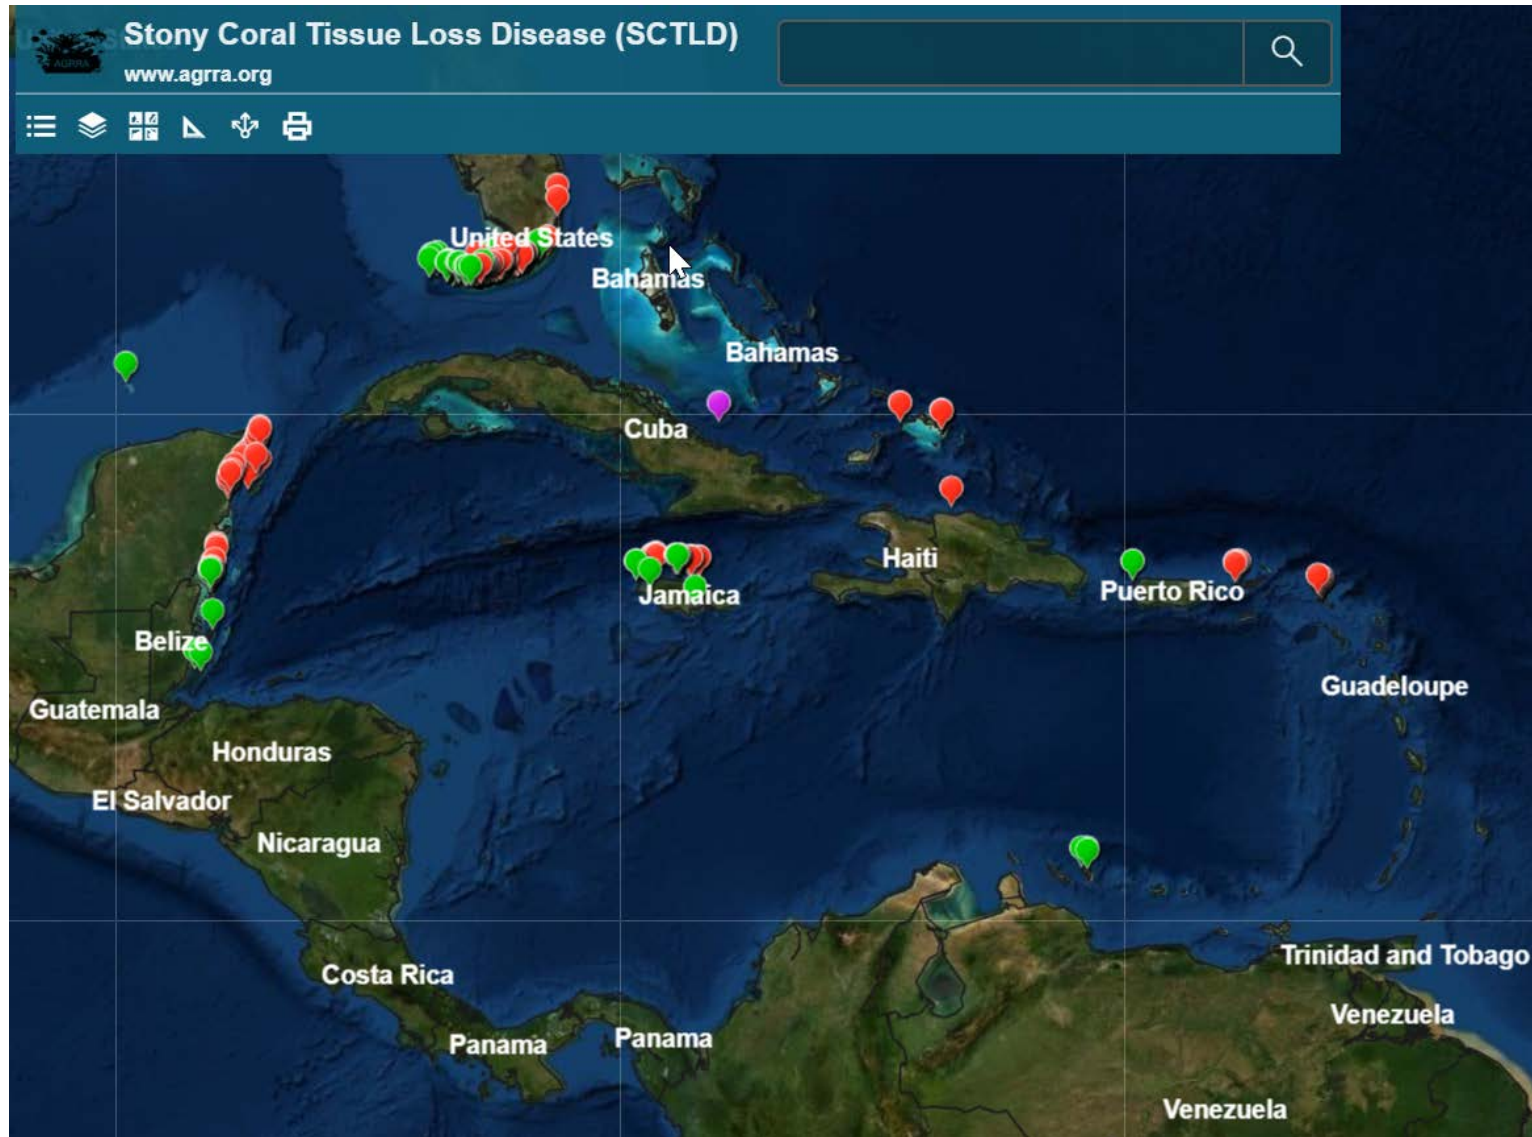 Stony Coral Tissue Loss Disease (SCTLD)
AGRRA
www.agrra.org
United States
Bahamas
Bahamas
Cuba
Haiti
Jamaica
Puerto Rico
Belize
Guadeloupe
Guatemala
Honduras
El Salvador
Nicaragua
Trinidad and Tobago
Costa Rica
Venezuela
Panama
Panama
Venezuela